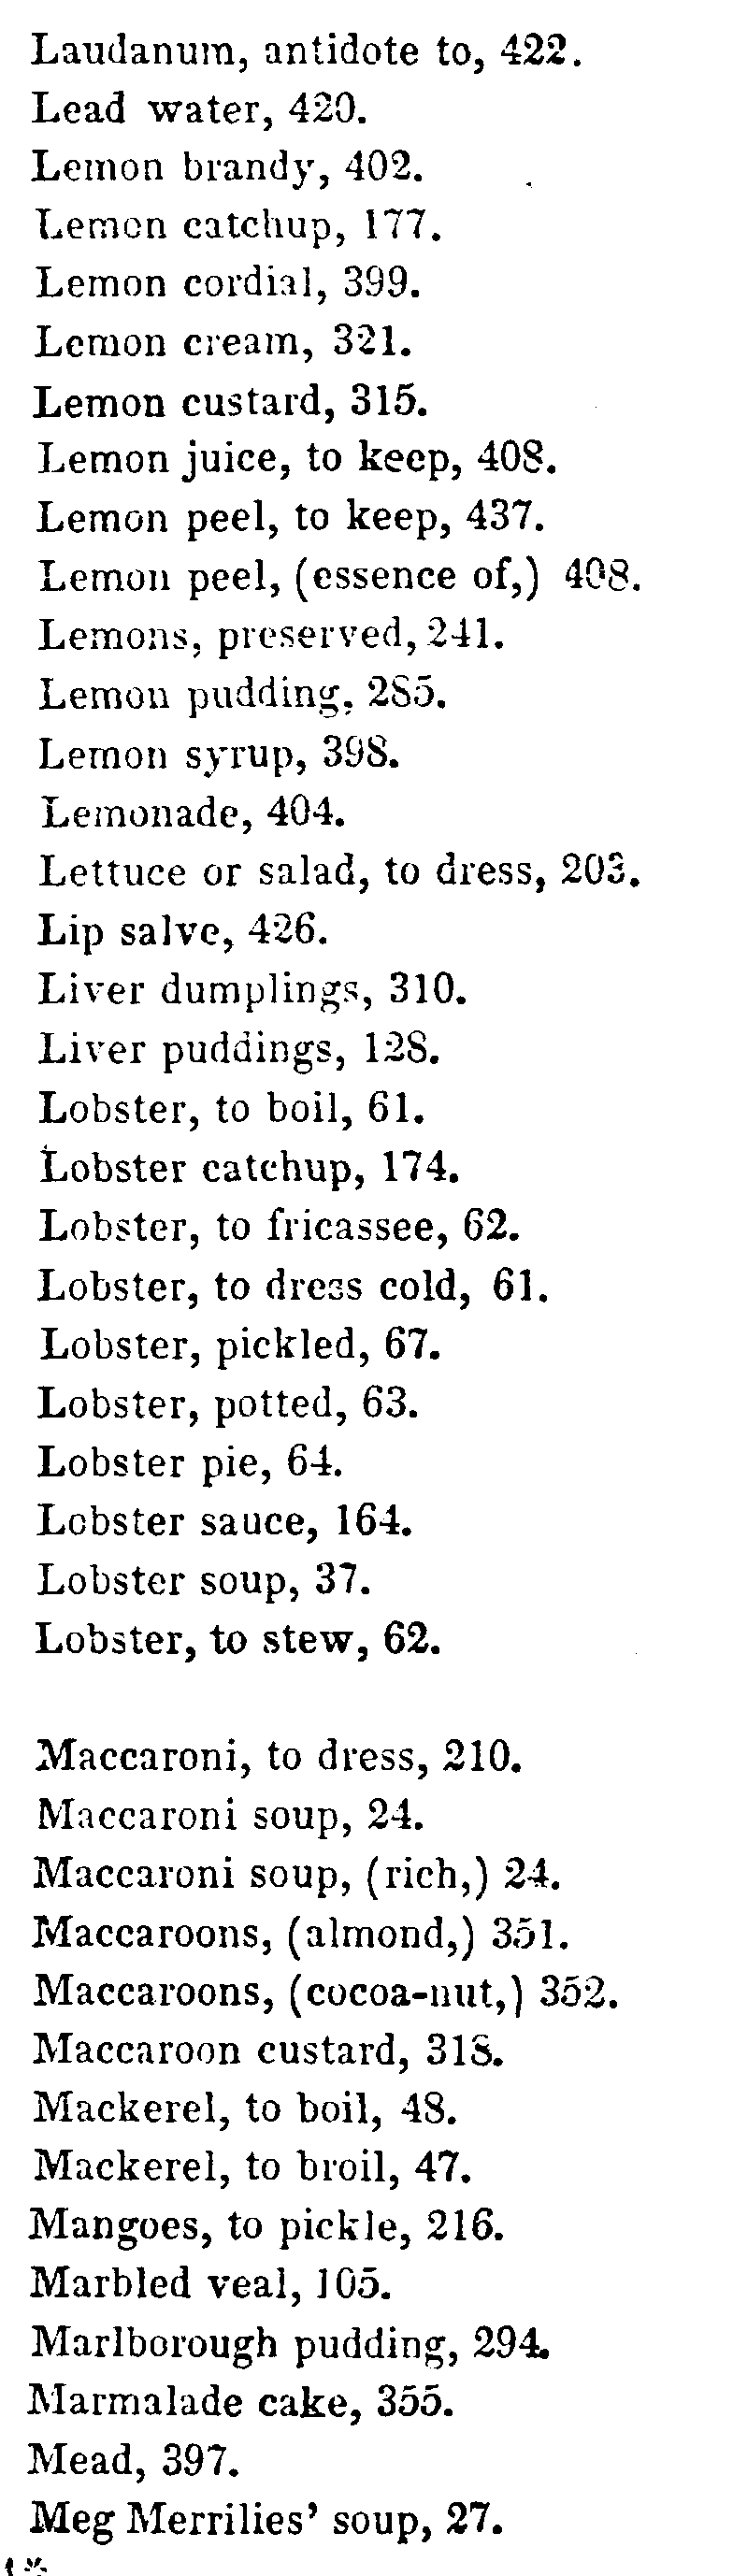 Laudanum, antidote to, 422.
Lead water, 420.
Lemon brandy, 402.
Lemon catchup, 177.
Lemon cordial, 399.
Lemon cream, 321.
Lemon custard, 315.
Lemon juice, to keep, 408.
Lemon peel, to keep, 437.
Lemon peel, (essence of,) 408.
Lemons, preserved, 241.
Lemon pudding, 285.
Lemon syrup, 398.
Lemonade, 404.
Lettuce or salad, to dress, 203.
Lip salve, 426.
Liver dumplings, 310.
Liver puddings, 128.
Lobster, to boil, 61.
Lobster catchup, 174.
Lobster, to fricassee, 62.
Lobster, to dress cold, 61.
Lobster, pickled, 67.
Lobster, potted, 63.
Lobster pie, 64.
Lobster sauce, 164.
Lobster soup, 37.
Lobster, to stew, 62.
Maccaroni, to dress, 210.
Maccaroni soup, 24.
Maccaroni soup, (rich,) 24.
Maccaroons, (almond,) 351.
Maccaroons, (cocoa-nut,) 352.
Maccaroon custard, 318.
Mackerel, to boil, 48.
Mackerel, to broil, 47.
Mangoes, to pickle, 216.
Marbled veal, 105.
Marlborough pudding, 294.
Marmalade cake, 355.
Mead, 397.
Meg Merrilies' soup, 27.